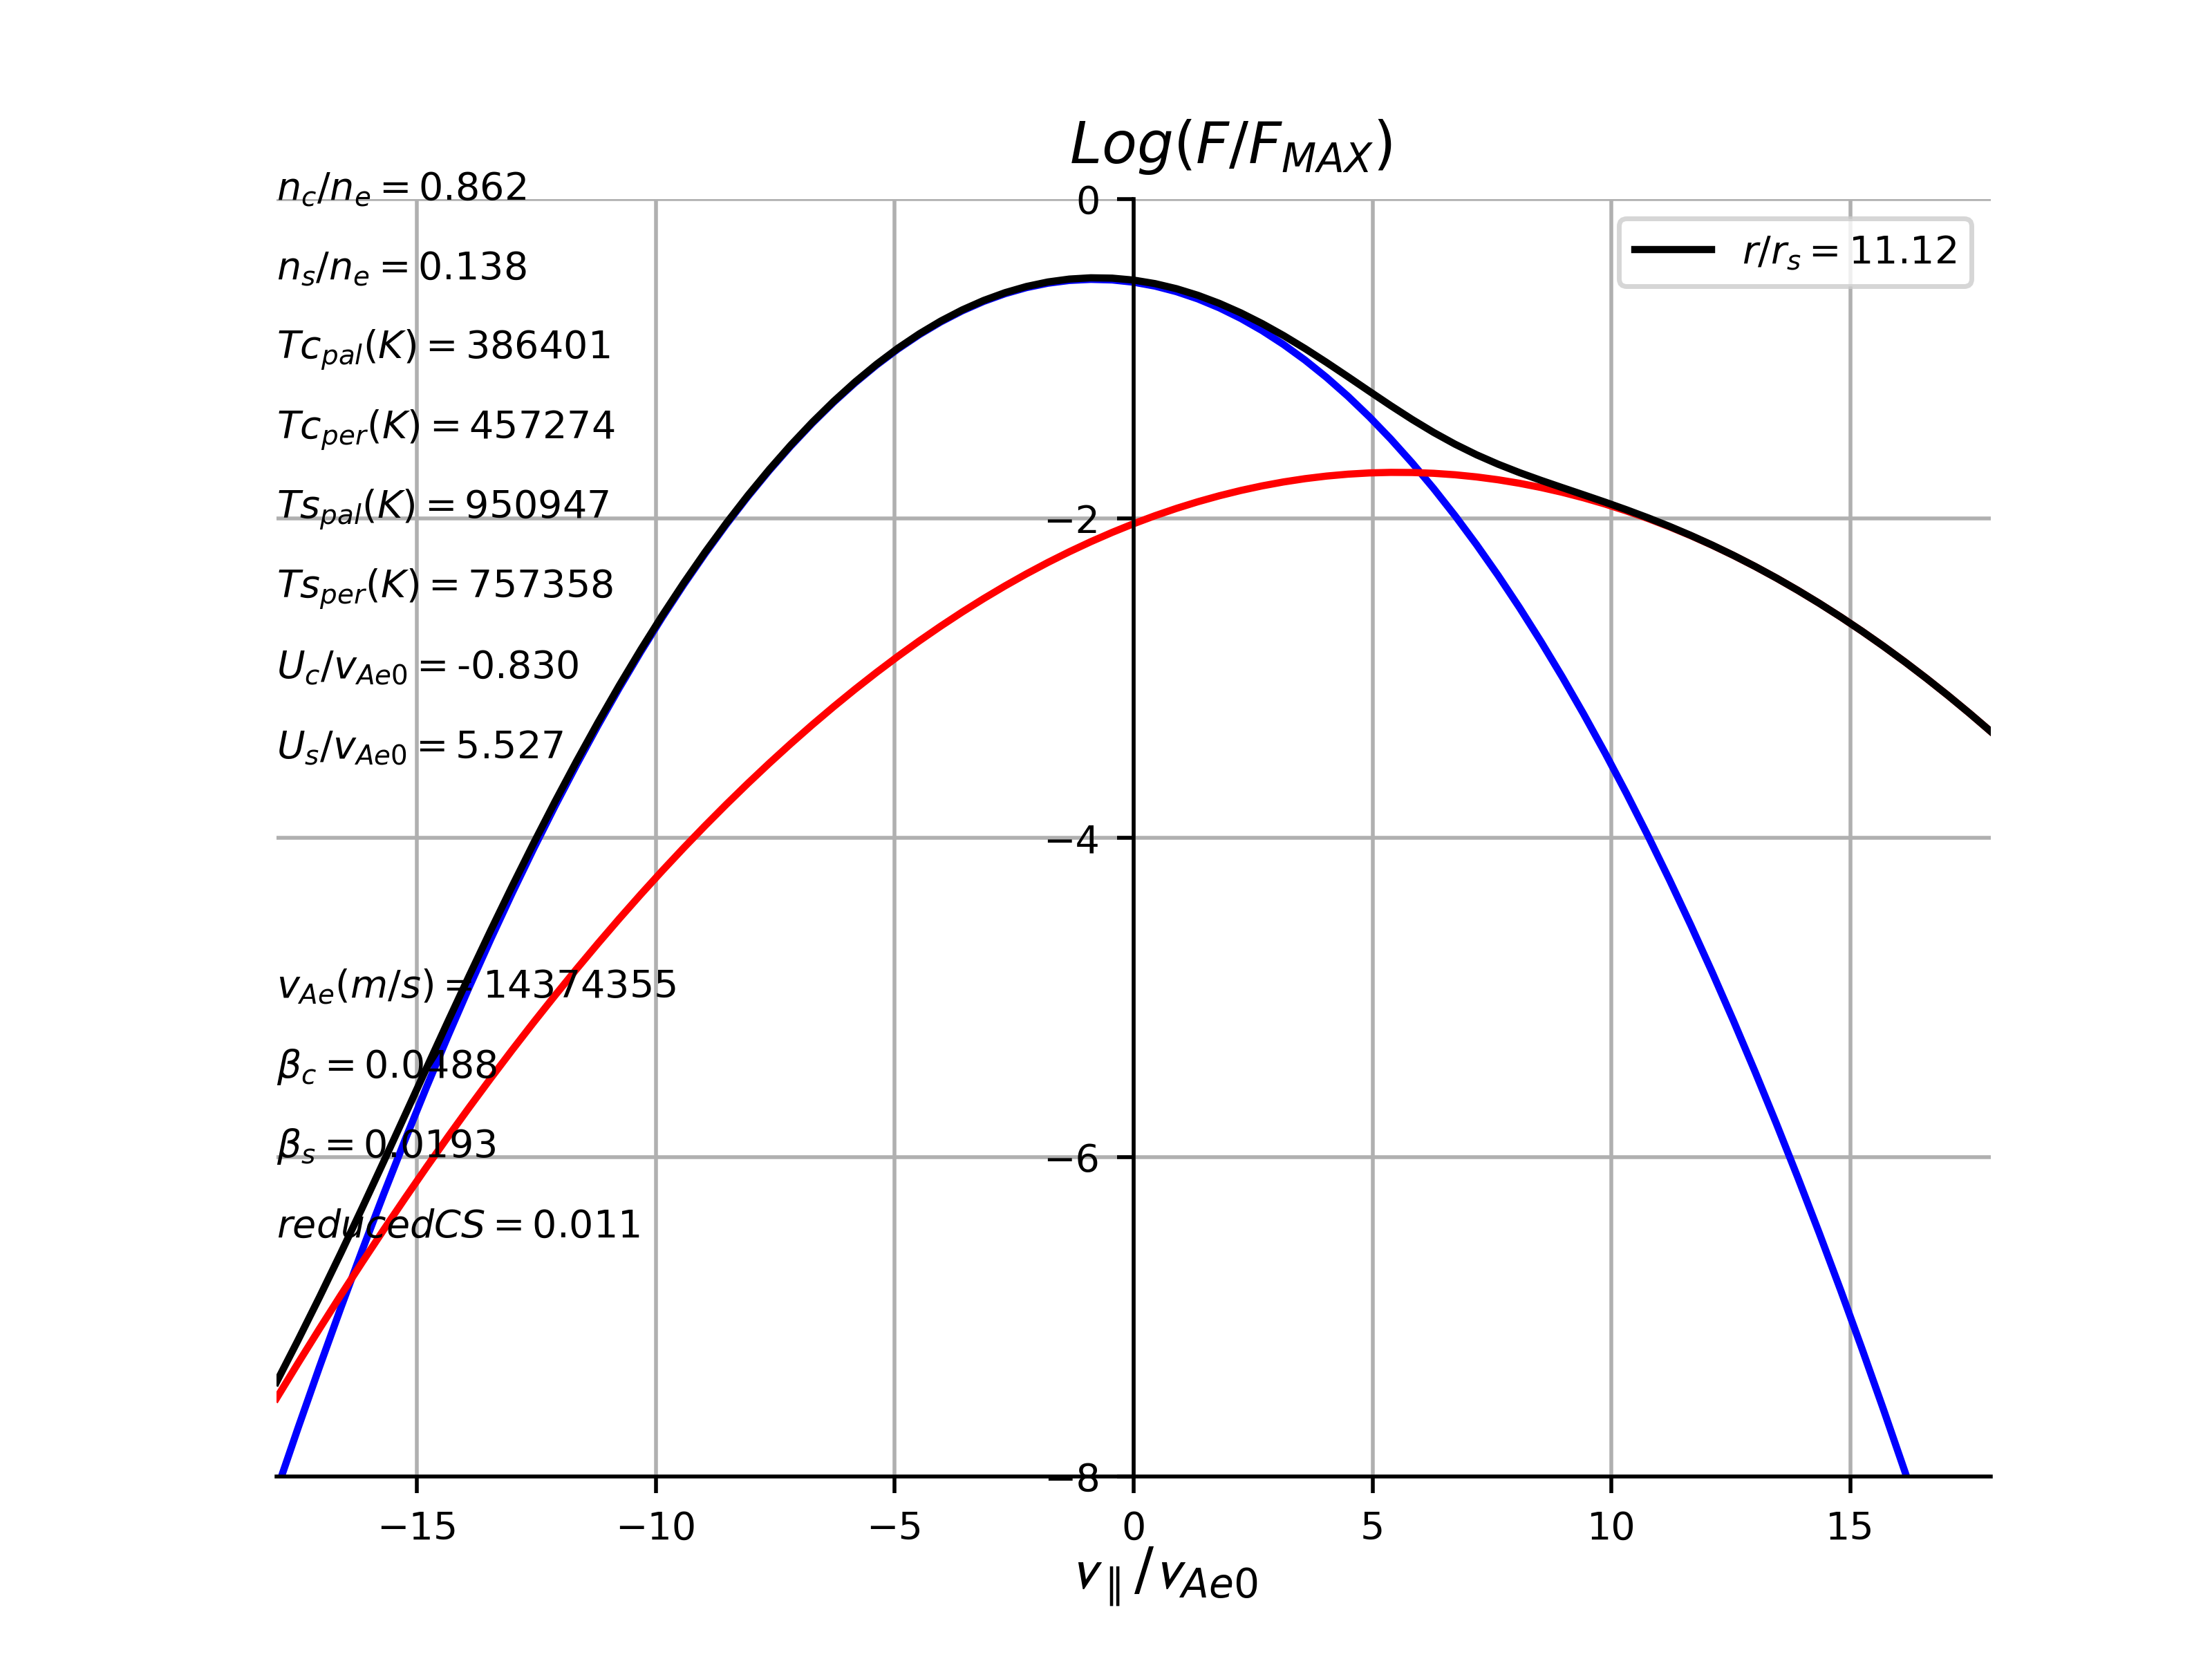 Log(F/F_MAX)
n_c/n_e = 0.862
0
r/r_s = 11.12
n_s/n_e = 0.138
Tc_pal(K) = 386401
Tc_per(K) = 457274
Ts_pal(K) = 950947
−2
Ts_per(K) = 757358
U_c/v_Ae0 = -0.830
U_s/v_Ae0 = 5.527
−4
v_Ae(m/s) = 14374355
β_c = 0.0488
β_s = 0.0193
−6
reducedCS = 0.011
−8
−15 −10 −5 0 5 10 15
v_∥/v_Ae0